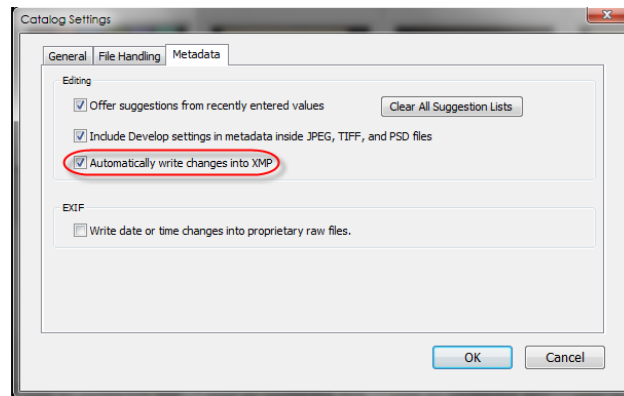 Catalog Settings
General File Handling Metadata
Editing
Offer suggestions from recently entered values Clear All Suggestion Lists
Include Develop settings in metadata inside JPEG, TIFF, and PSD files
Automatically write changes into XMP
EXIF
Write date or time changes into proprietary raw files.
OK Cancel